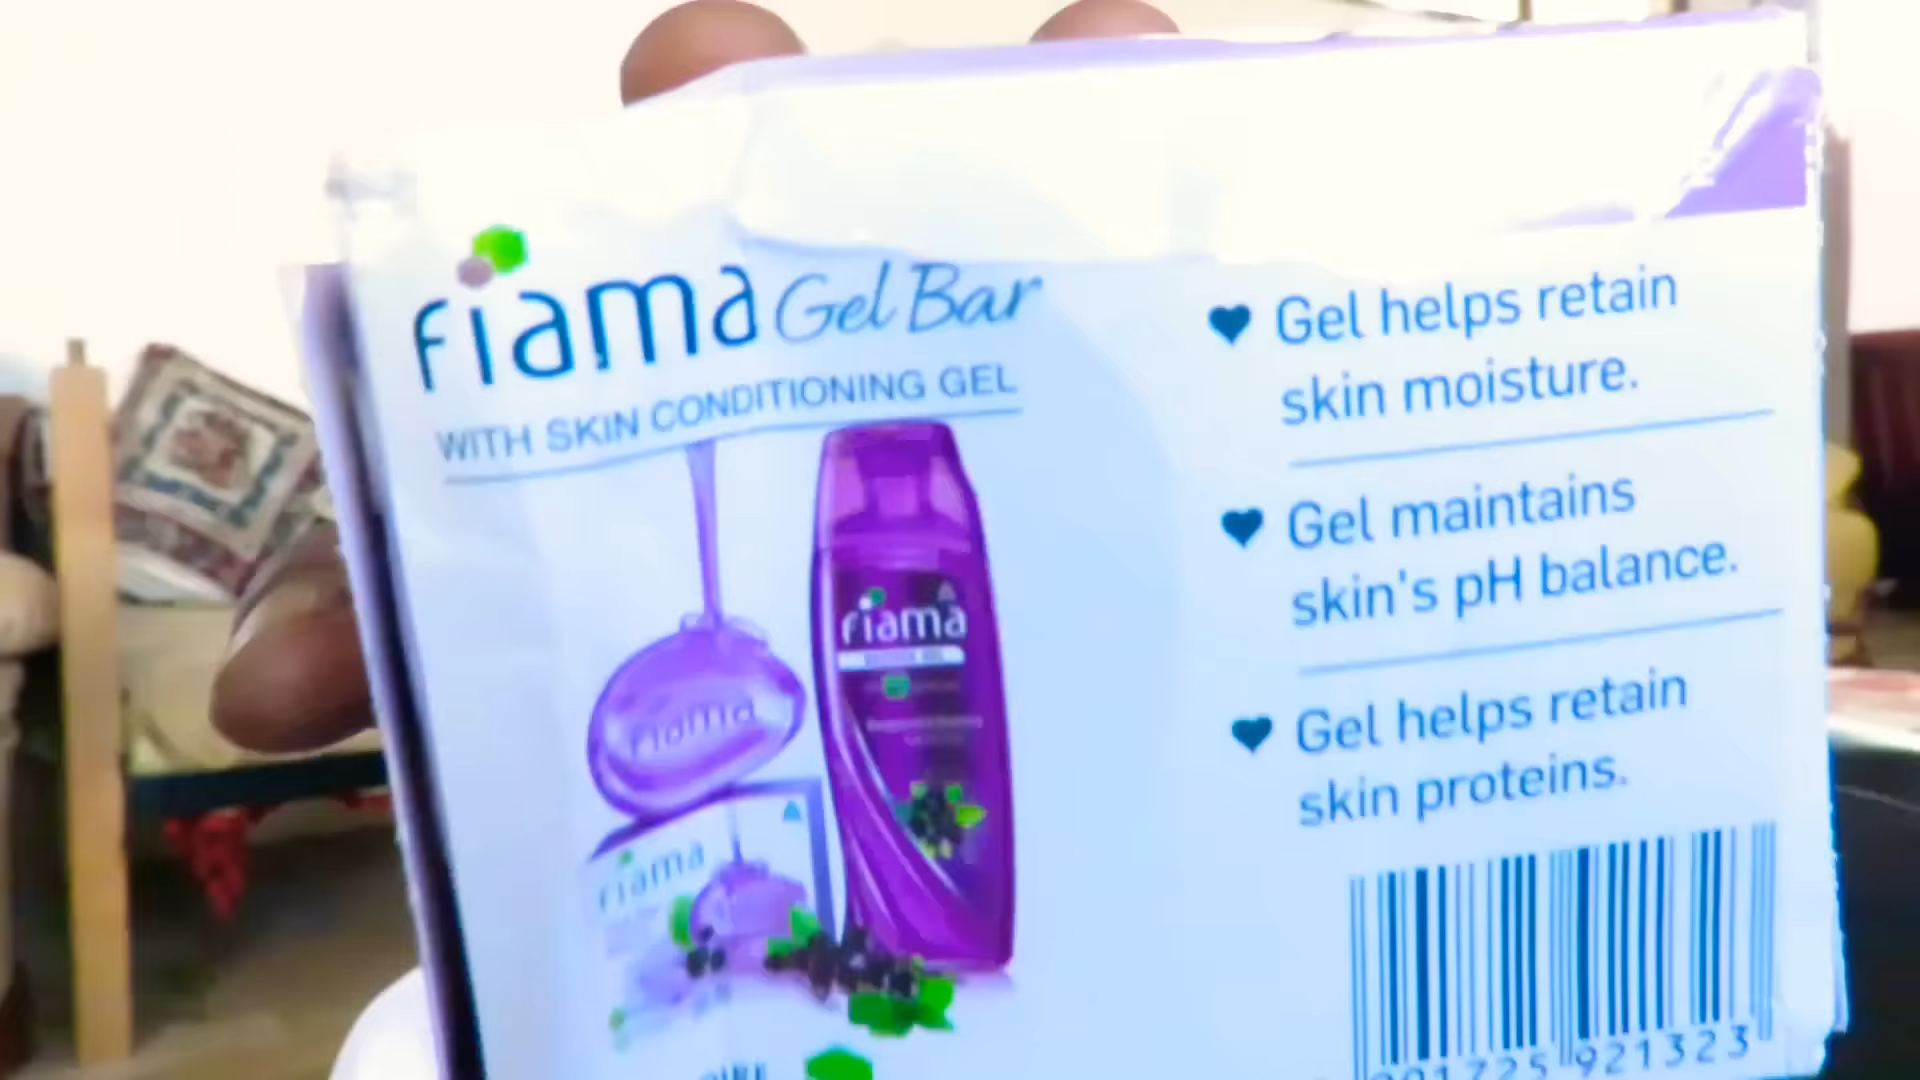 fiama Gel Bar
WITH SKIN CONDITIONING GEL
Gel helps retain
skin moisture.
Gel maintains
skin's pH balance.
Gel helps retain
skin proteins.
fiama
fiama
fiama
921323